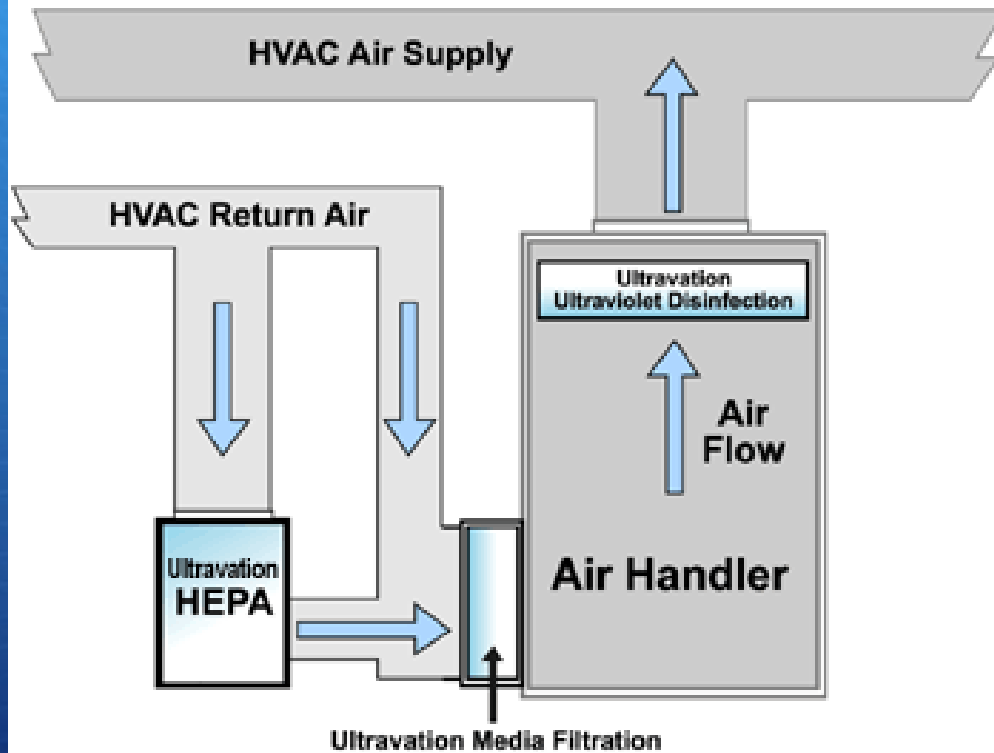 HVAC Air Supply
HVAC Return Air
Ultravation
Ultraviolet Disinfection
Air
Flow
Ultravation
HEPA
Air Handler
Ultravation Media Filtration